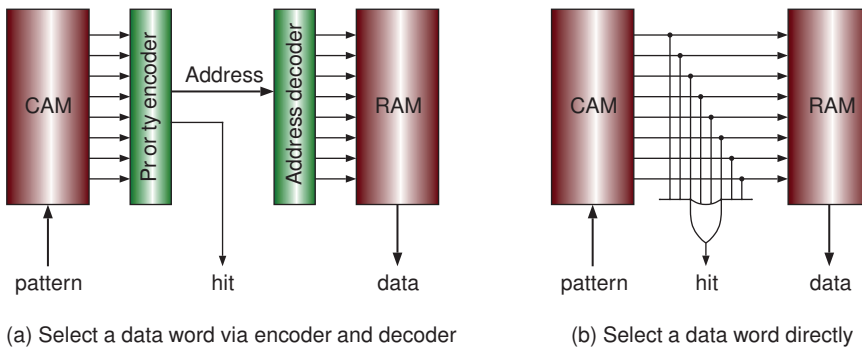 CAM
Pr or ty encoder
Address
hit
Address decoder
RAM
pattern
data
(a) Select a data word via encoder and decoder
CAM
RAM
pattern
hit
data
(b) Select a data word directly